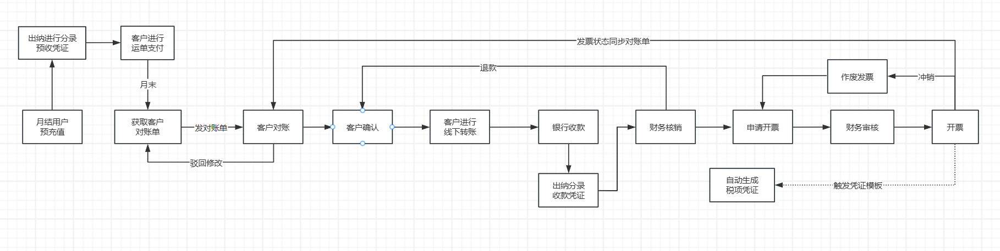 出纳进行分录
预收凭证
客户进行
运单支付
发票状态同步对账单
退款
作废发票
冲销
月末
月结用户
预充值
获取客户
对账单
发对账单
客户对账
客户确认
客户进行
线下转账
银行收款
财务核销
申请开票
财务审核
开票
驳回修改
出纳分录
收款凭证
自动生成
税项凭证
触发凭证模板